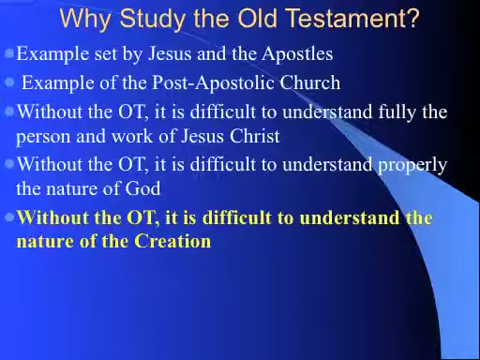 Why Study the Old Testament?
Example set by Jesus and the Apostles
Example of the Post-Apostolic Church
Without the OT, it is difficult to understand fully the
person and work of Jesus Christ
Without the OT, it is difficult to understand properly
the nature of God
Without the OT, it is difficult to understand the
nature of the Creation